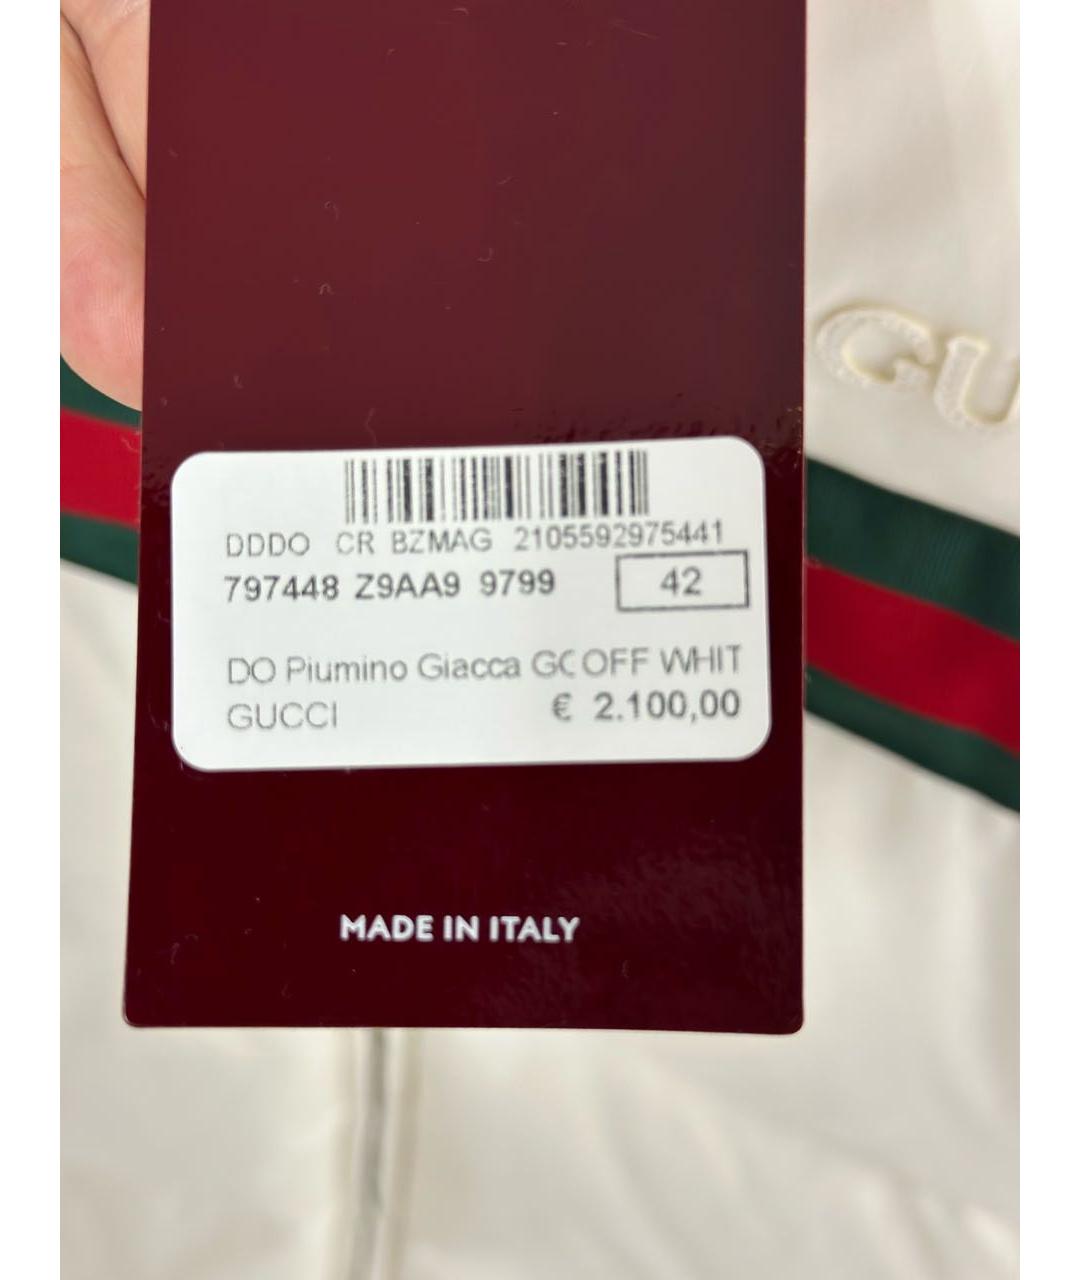 GU
DDDO CR BZMAG 2105592975441
797448 Z9AA9 9799 42
DO Piumino Giacca GC OFF WHIT
GUCCI € 2.100,00
MADE IN ITALY